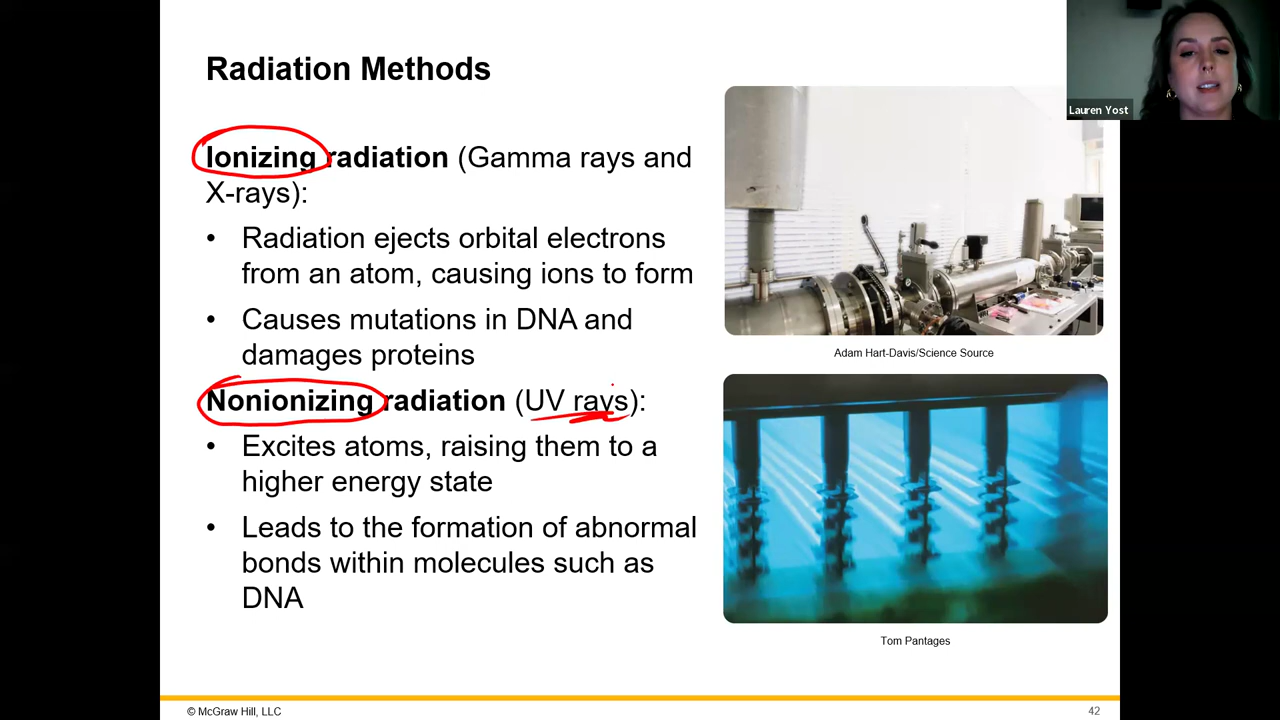 Radiation Methods
Lauren Yost
Ionizing radiation (Gamma rays and
X-rays):
• Radiation ejects orbital electrons
from an atom, causing ions to form
• Causes mutations in DNA and
damages proteins
Adam Hart-Davis/Science Source
Nonionizing radiation (UV rays):
• Excites atoms, raising them to a
higher energy state
• Leads to the formation of abnormal
bonds within molecules such as
DNA
Tom Pantages
© McGraw Hill, LLC
42